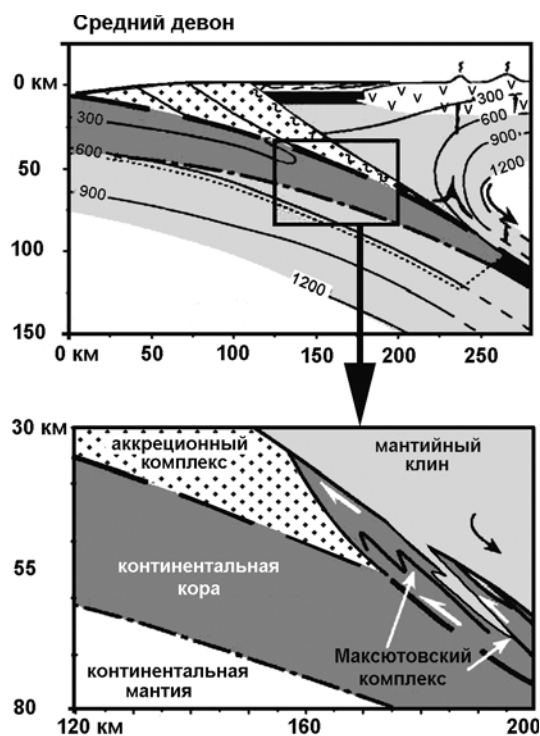 Средний девон
0 км
50
100
150
300
600
900
1200
300
600
900
1200
V V V V V V V V
0 км 50 100 150 200 250
30 км
55
80
аккреционный
комплекс
мантийный
клин
континентальная
кора
Максютовский
комплекс
континентальная
мантия
120 км 160 200